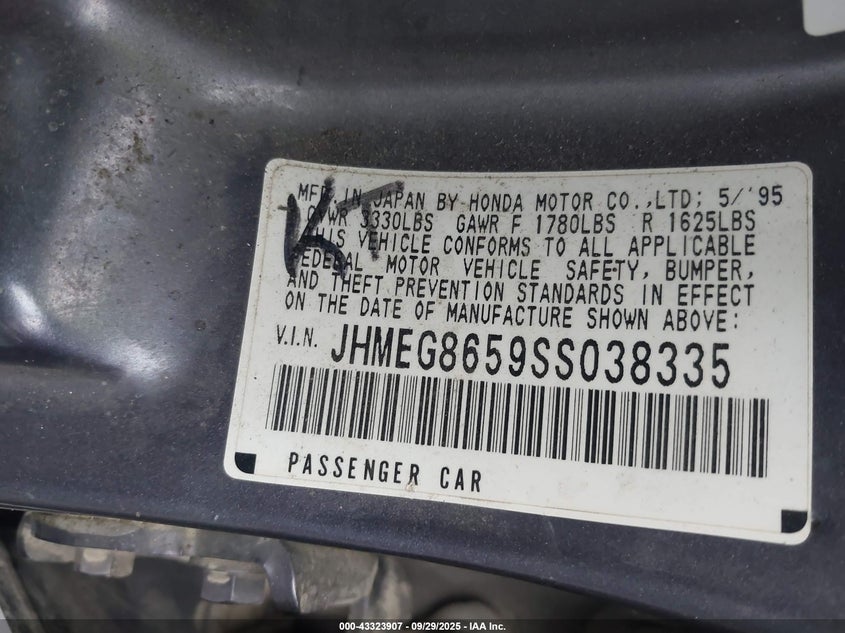 MFD IN JAPAN BY HONDA MOTOR CO.,LTD; 5/'95
GVWR 3330LBS GAWR F 1780LBS R 1625LBS
THIS VEHICLE CONFORMS TO ALL APPLICABLE
FEDERAL MOTOR VEHICLE SAFETY, BUMPER,
AND THEFT PREVENTION STANDARDS IN EFFECT
ON THE DATE OF MANUFACTURE SHOWN ABOVE:
V.I.N. JHMEG8659SS038335
PASSENGER CAR
KT
000-43323907 - 09/29/2025 - IAA Inc.